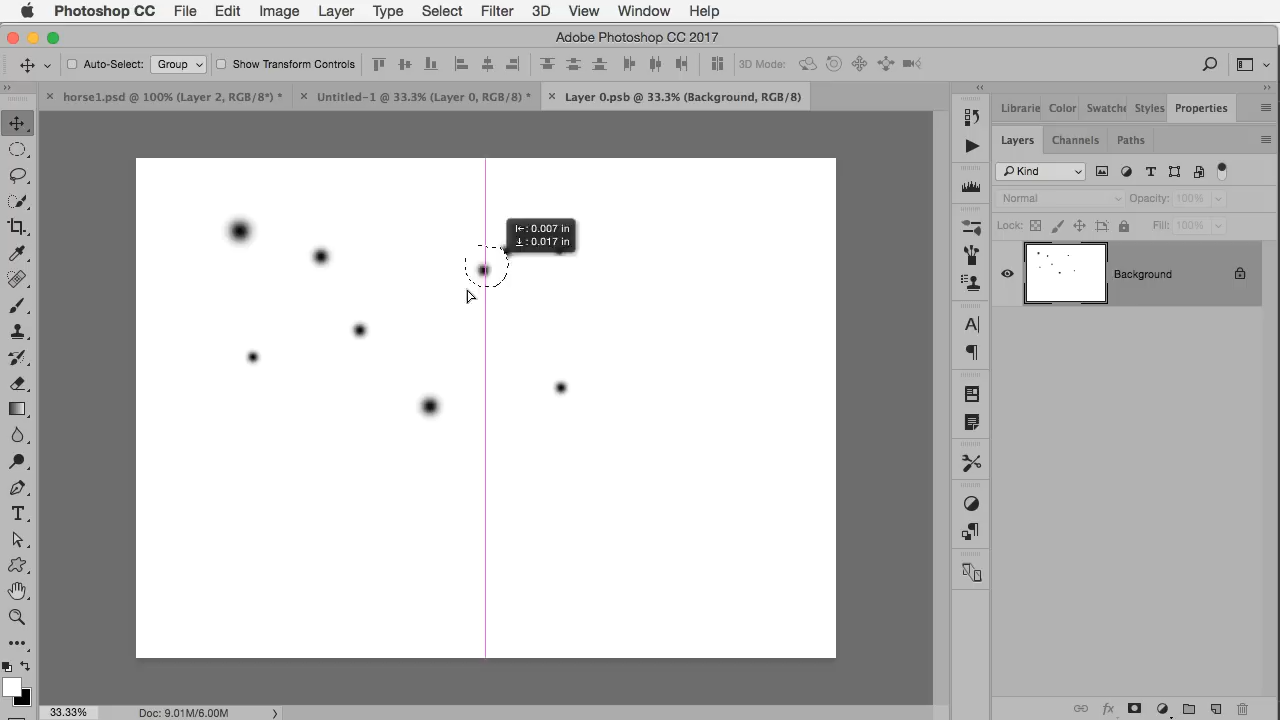 Photoshop CC File Edit Image Layer Type Select Filter 3D View Window Help
Adobe Photoshop CC 2017
Auto-Select: Group Show Transform Controls 3D Mode:
horse1.psd @ 100% (Layer 2, RGB/8*) * Untitled-1 @ 33.3% (Layer 0, RGB/8) * Layer 0.psb @ 33.3% (Background, RGB/8)
Librarie Color Swatche Styles Properties
Layers Channels Paths
Kind
Normal Opacity: 100%
Lock: Fill: 100%
: 0.007 in
: 0.017 in
Background
33.33% Doc: 9.01M/6.00M